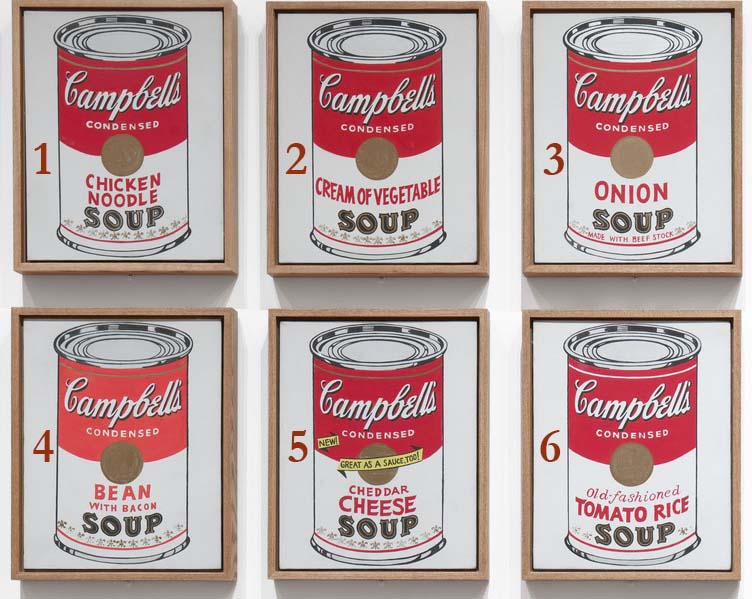 Campbell's
CONDENSED
1
CHICKEN
NOODLE
SOUP
Campbell's
CONDENSED
2
CREAM OF VEGETABLE
SOUP
Campbell's
CONDENSED
3
ONION
SOUP
MADE WITH BEEF STOCK
Campbell's
CONDENSED
4
BEAN
WITH BACON
SOUP
Campbell's
CONDENSED
5
NEW!
GREAT AS A SAUCE, TOO!
CHEDDAR
CHEESE
SOUP
Campbell's
CONDENSED
6
Old-fashioned
TOMATO RICE
SOUP